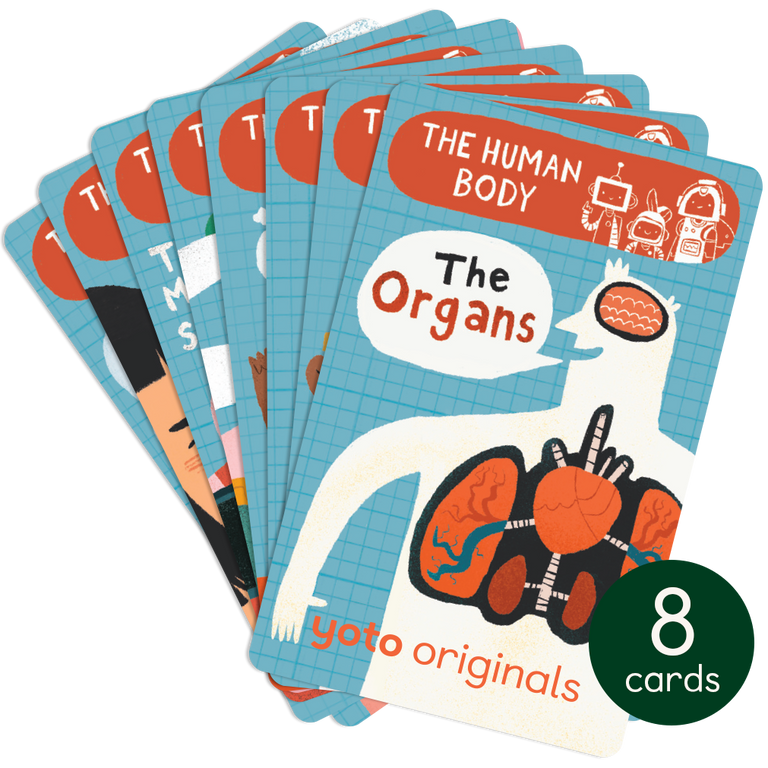 THE HUMAN
BODY
The
Organs
yoto originals
8
cards